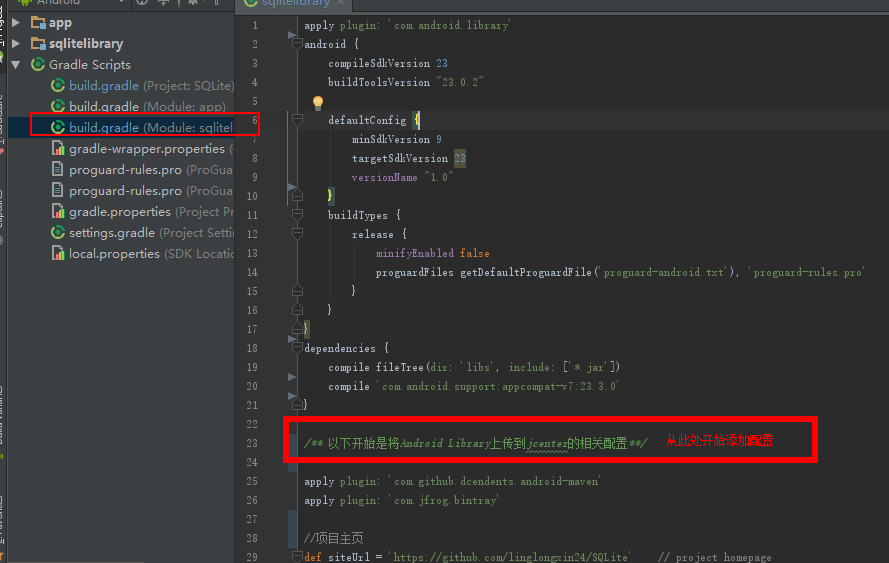 Android
sqlitelibrary
app
sqlitelibrary
Gradle Scripts
build.gradle (Project: SQLite)
build.gradle (Module: app)
build.gradle (Module: sqlitel
gradle-wrapper.properties
proguard-rules.pro (ProGuar
proguard-rules.pro (ProGuar
gradle.properties (Project Pr
settings.gradle (Project Setti
local.properties (SDK Locatio
1 apply plugin: 'com.android.library'
2 android {
3 compileSdkVersion 23
4 buildToolsVersion "23.0.2"
5
6 defaultConfig {
7 minSdkVersion 9
8 targetSdkVersion 23
9 versionName "1.0"
10 }
11 buildTypes {
12 release {
13 minifyEnabled false
14 proguardFiles getDefaultProguardFile('proguard-android.txt'), 'proguard-rules.pro'
15 }
16 }
17 }
18 dependencies {
19 compile fileTree(dir: 'libs', include: ['*.jar'])
20 compile 'com.android.support:appcompat-v7:23.3.0'
21 }
22
23 /** 以下开始是将Android Library上传到jcenter的相关配置**/ 从此处开始添加配置
24
25 apply plugin: 'com.github.dcendents.android-maven'
26 apply plugin: 'com.jfrog.bintray'
27
28 //项目主页
29 def siteUrl = 'https://github.com/linglongxin24/SQLite' // project homepage